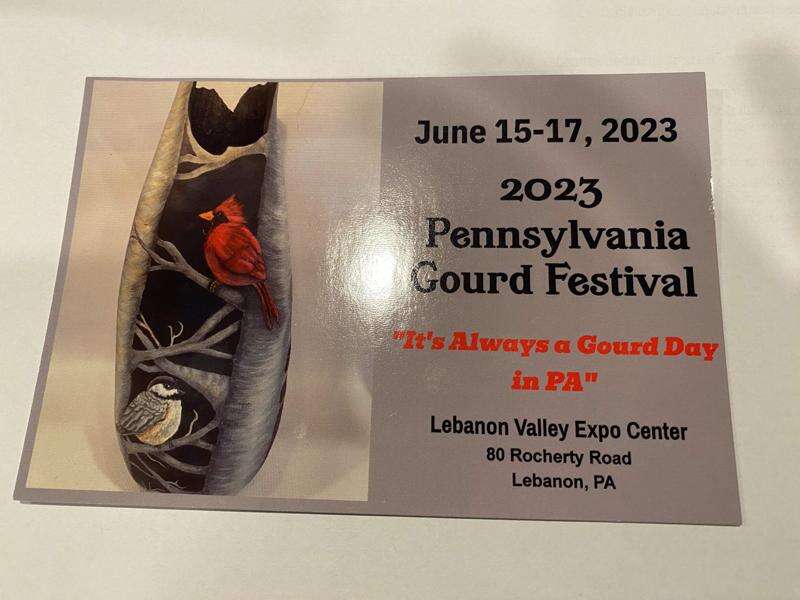 June 15-17, 2023
2023
Pennsylvania
Gourd Festival
"It's Always a Gourd Day
in PA"
Lebanon Valley Expo Center
80 Rocherty Road
Lebanon, PA